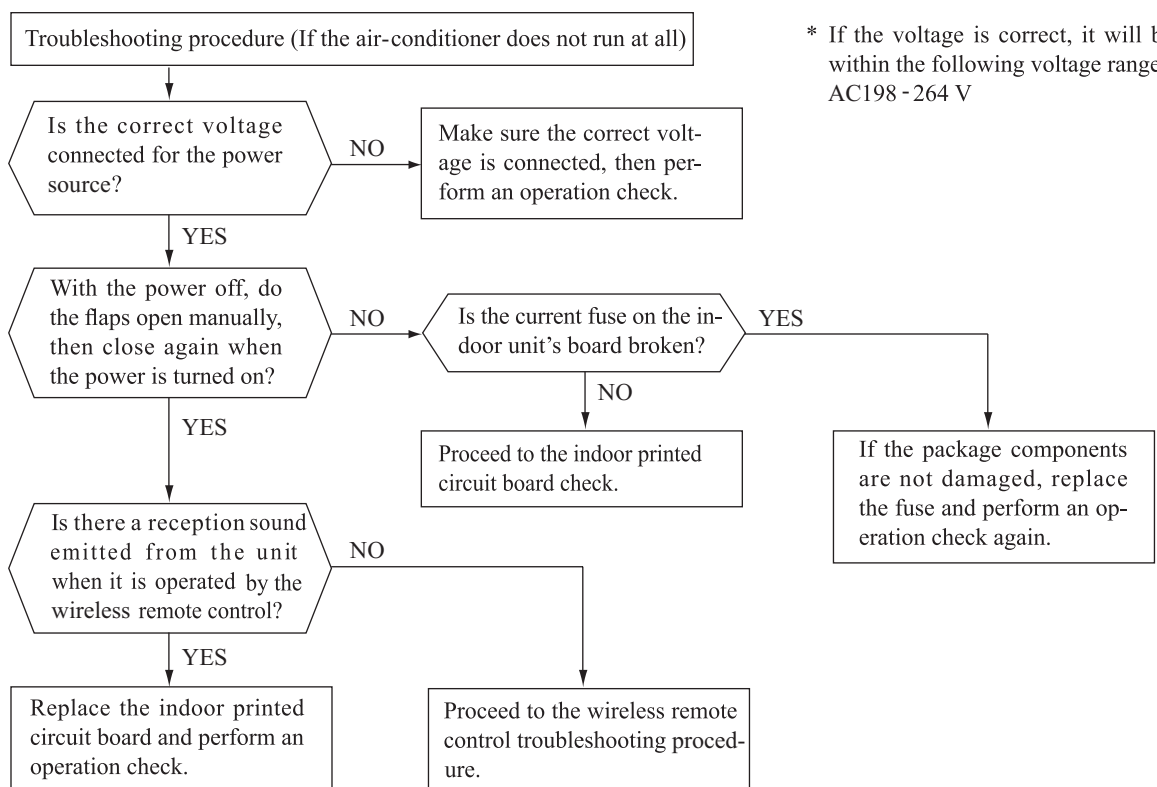 Troubleshooting procedure (If the air-conditioner does not run at all)
* If the voltage is correct, it will
within the following voltage range
AC198 - 264 V
Is the correct voltage
connected for the power
source?
NO
Make sure the correct volt-
age is connected, then per-
form an operation check.
YES
With the power off, do
the flaps open manually,
then close again when
the power is turned on?
NO
Is the current fuse on the in-
door unit's board broken?
YES
NO
YES
Proceed to the indoor printed
circuit board check.
If the package components
are not damaged, replace
the fuse and perform an op-
eration check again.
Is there a reception sound
emitted from the unit
when it is operated by the
wireless remote control?
NO
YES
Replace the indoor printed
circuit board and perform an
operation check.
Proceed to the wireless remote
control troubleshooting proced-
ure.